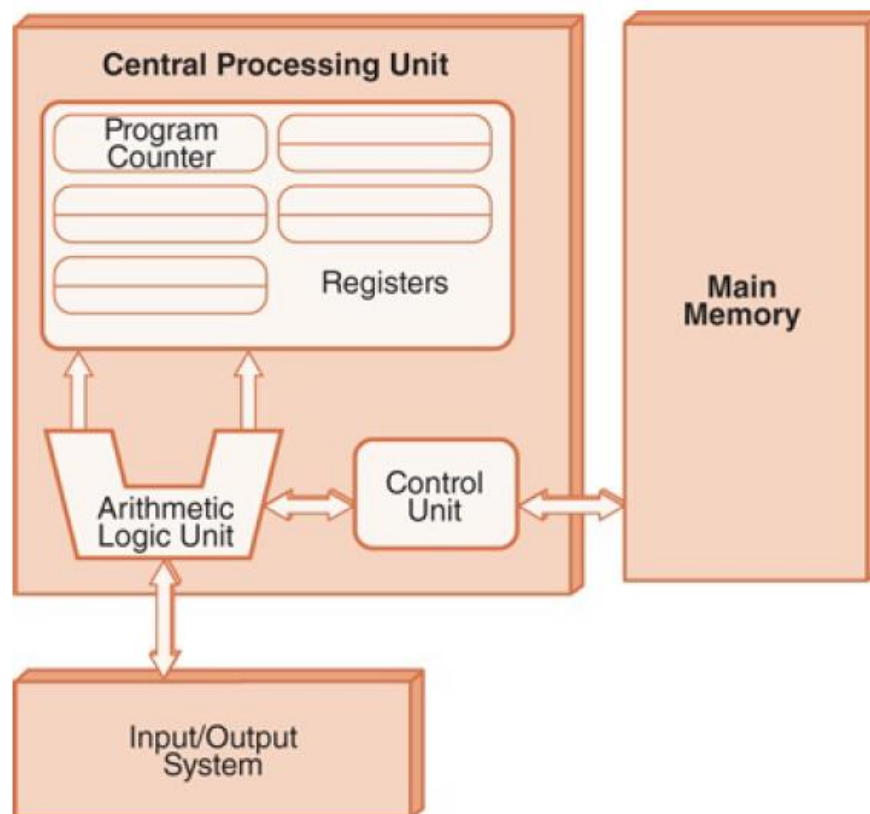 Central Processing Unit
Program
Counter
Registers
Main
Memory
Arithmetic
Logic Unit
Control
Unit
Input/Output
System